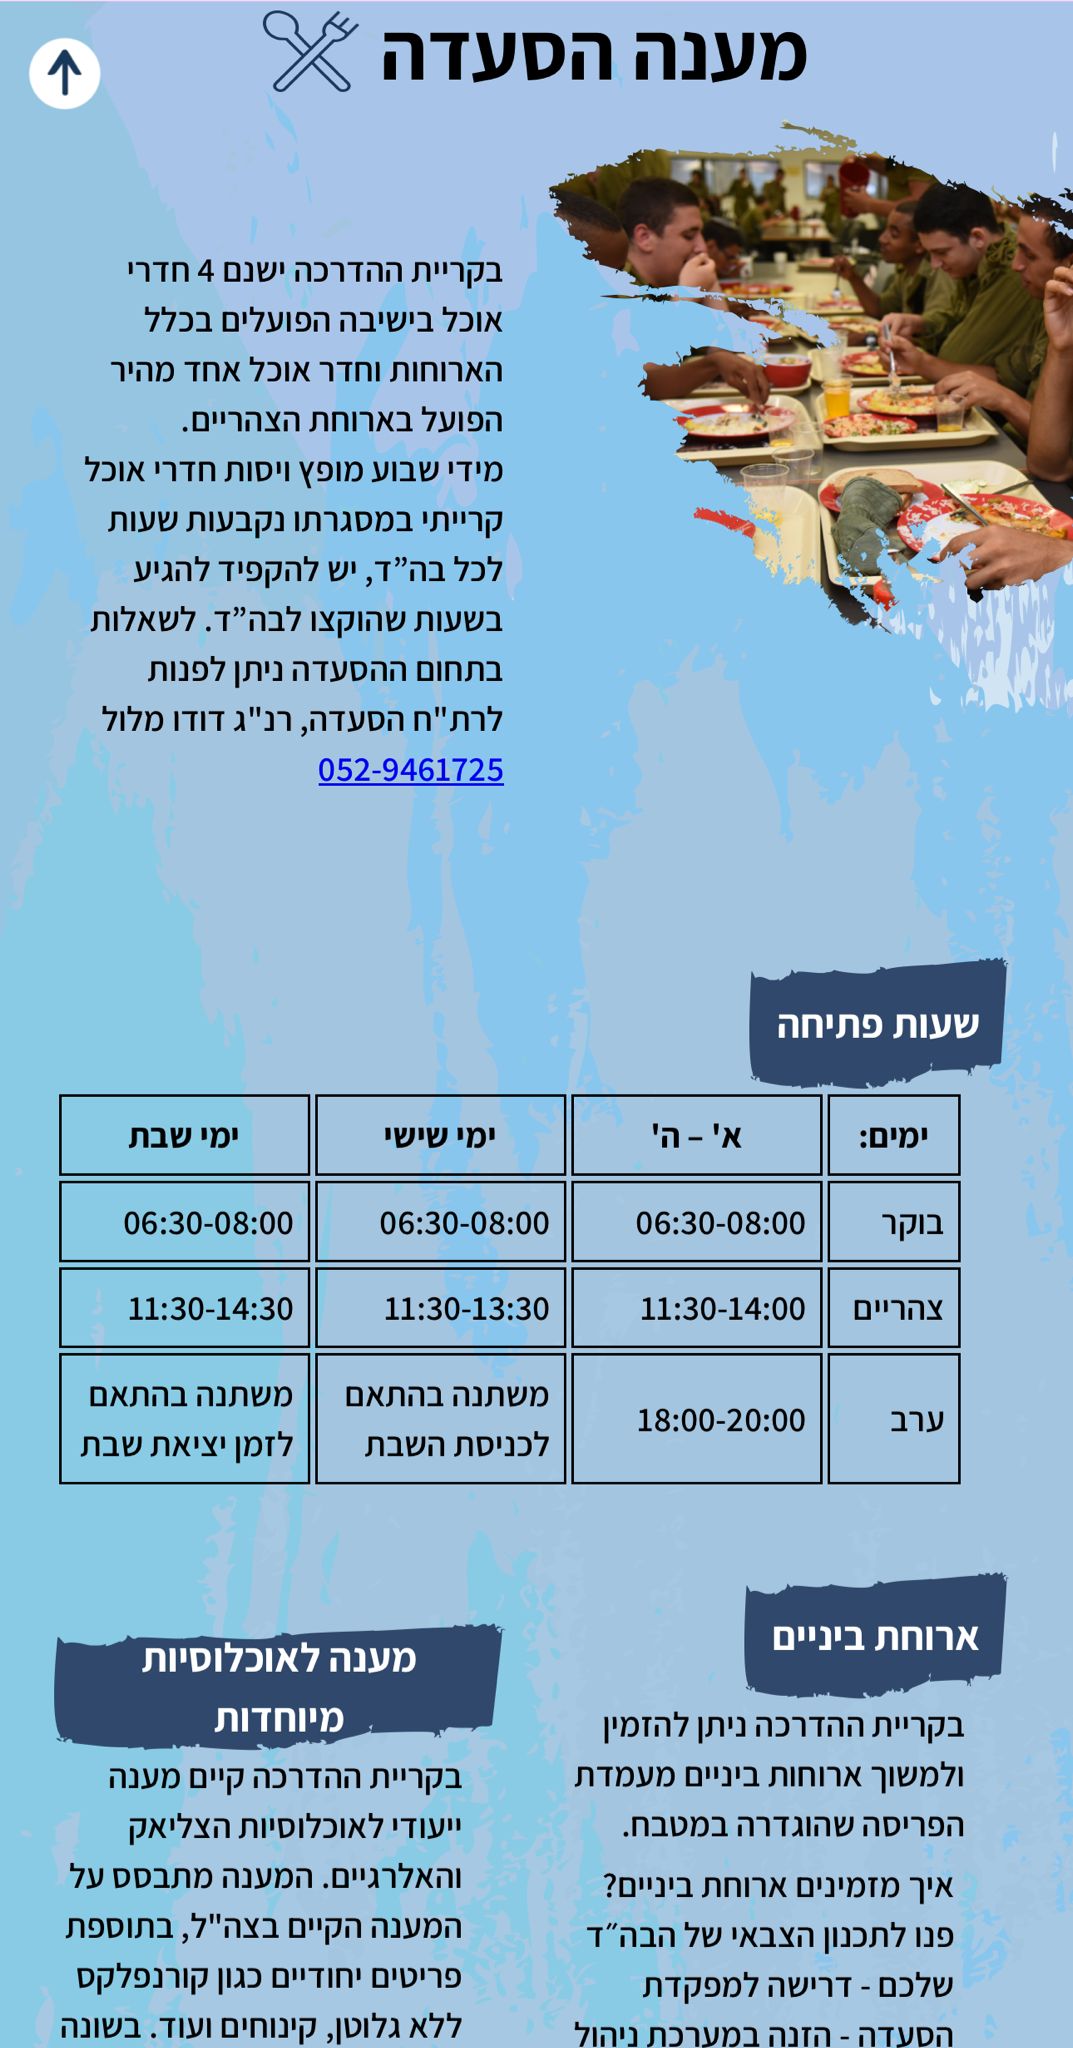 מענה הסעדה
בקריית ההדרכה ישנם 4 חדרי
אוכל בישיבה הפועלים בכלל
הארוחות וחדר אוכל אחד מהיר
הפועל בארוחת הצהריים.
מידי שבוע מופץ ויסות חדרי אוכל
קרייתי במסגרתו נקבעות שעות
לכל בה״ד, יש להקפיד להגיע
בשעות שהוקצו לבה״ד. לשאלות
בתחום ההסעדה ניתן לפנות
לרת"ח הסעדה, רנ"ג דודו מלול
052-9461725
שעות פתיחה
ימים: א' – ה' ימי שישי ימי שבת
בוקר 06:30-08:00 06:30-08:00 06:30-08:00
צהריים 11:30-14:00 11:30-13:30 11:30-14:30
ערב 18:00-20:00 משתנה בהתאם משתנה בהתאם
לכניסת השבת לזמן יציאת שבת
ארוחת ביניים
בקריית ההדרכה ניתן להזמין
ולמשוך ארוחות ביניים מעמדת
הפריסה שהוגדרה במטבח.
איך מזמינים ארוחת ביניים?
פנו לתכנון הצבאי של הבה״ד
שלכם - דרישה למפקדת
הסעדה - הזנה במערכת ניהול
מענה לאוכלוסיות
מיוחדות
בקריית ההדרכה קיים מענה
ייעודי לאוכלוסיות הצליאק
והאלרגיים. המענה מתבסס על
המענה הקיים בצה"ל, בתוספת
פריטים יחודיים כגון קורנפלקס
ללא גלוטן, קינוחים ועוד. בשונה